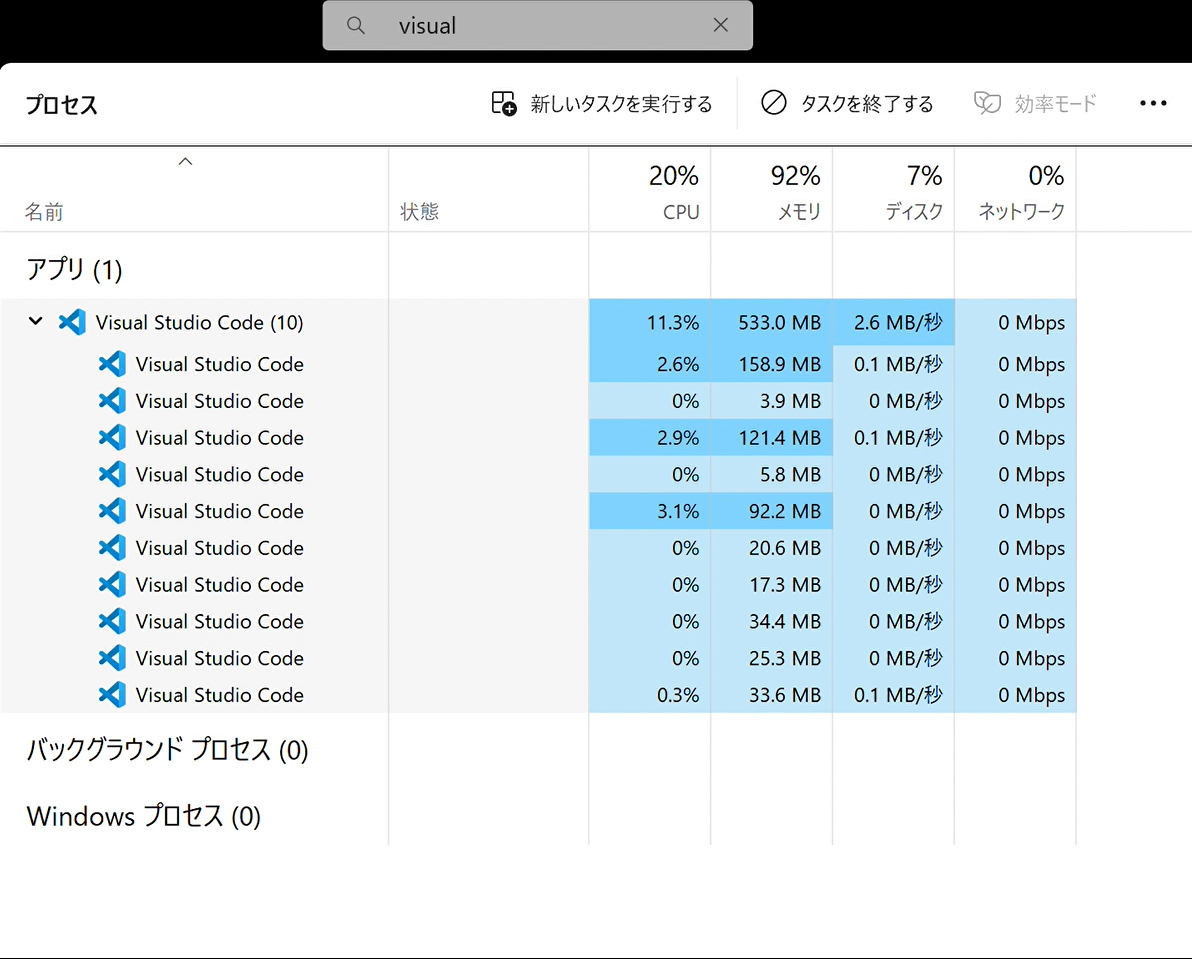 visual
プロセス 新しいタスクを実行する タスクを終了する 効率モード
20% 92% 7% 0%
名前 状態 CPU メモリ ディスク ネットワーク
アプリ (1)
Visual Studio Code (10) 11.3% 533.0 MB 2.6 MB/秒 0 Mbps
Visual Studio Code 2.6% 158.9 MB 0.1 MB/秒 0 Mbps
Visual Studio Code 0% 3.9 MB 0 MB/秒 0 Mbps
Visual Studio Code 2.9% 121.4 MB 0.1 MB/秒 0 Mbps
Visual Studio Code 0% 5.8 MB 0 MB/秒 0 Mbps
Visual Studio Code 3.1% 92.2 MB 0 MB/秒 0 Mbps
Visual Studio Code 0% 20.6 MB 0 MB/秒 0 Mbps
Visual Studio Code 0% 17.3 MB 0 MB/秒 0 Mbps
Visual Studio Code 0% 34.4 MB 0 MB/秒 0 Mbps
Visual Studio Code 0% 25.3 MB 0 MB/秒 0 Mbps
Visual Studio Code 0.3% 33.6 MB 0.1 MB/秒 0 Mbps
バックグラウンド プロセス (0)
Windows プロセス (0)